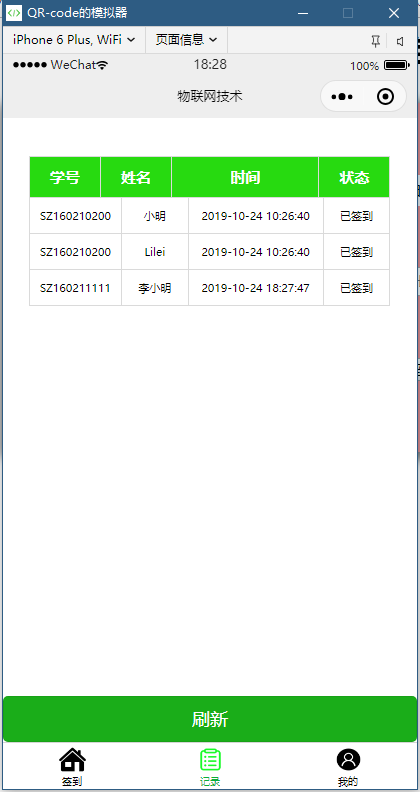 QR-code的模拟器
iPhone 6 Plus, WiFi 页面信息
WeChat 18:28 100%
物联网技术
学号 姓名 时间 状态
SZ160210200 小明 2019-10-24 10:26:40 已签到
SZ160210200 Lilei 2019-10-24 10:26:40 已签到
SZ160211111 李小明 2019-10-24 18:27:47 已签到
刷新
签到 记录 我的